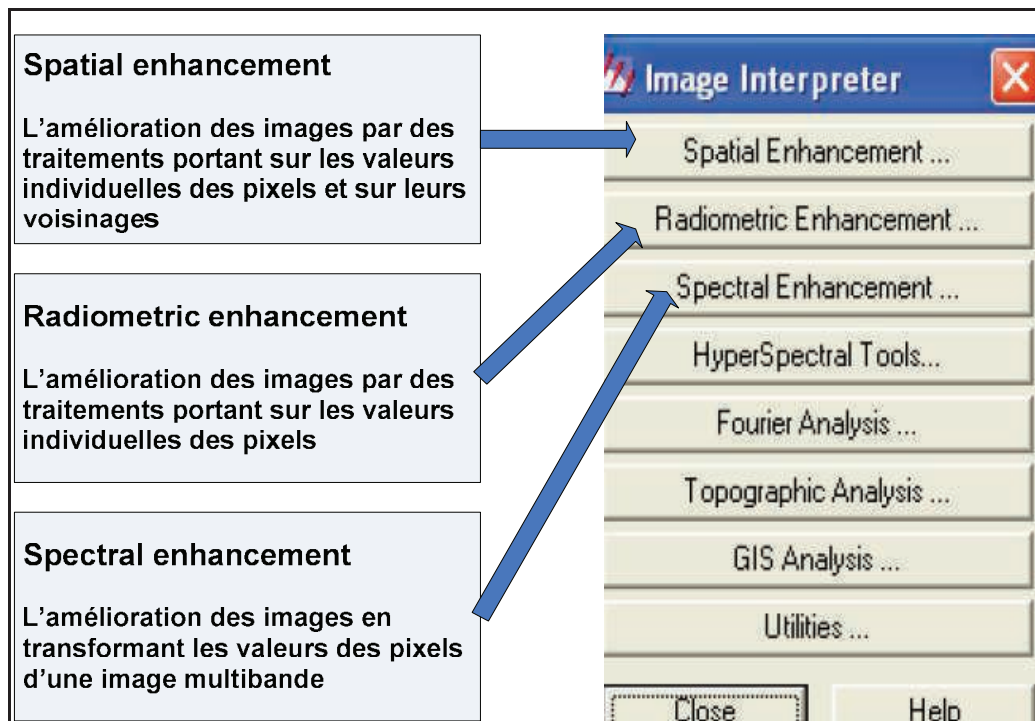 Spatial enhancement
L'amélioration des images par des
traitements portant sur les valeurs
individuelles des pixels et sur leurs
voisinages
Radiometric enhancement
L'amélioration des images par des
traitements portant sur les valeurs
individuelles des pixels
Spectral enhancement
L'amélioration des images en
transformant les valeurs des pixels
d'une image multibande
Image Interpreter
Spatial Enhancement ...
Radiometric Enhancement ...
Spectral Enhancement ...
HyperSpectral Tools...
Fourier Analysis ...
Topographic Analysis ...
GIS Analysis ...
Utilities ...
Close Help